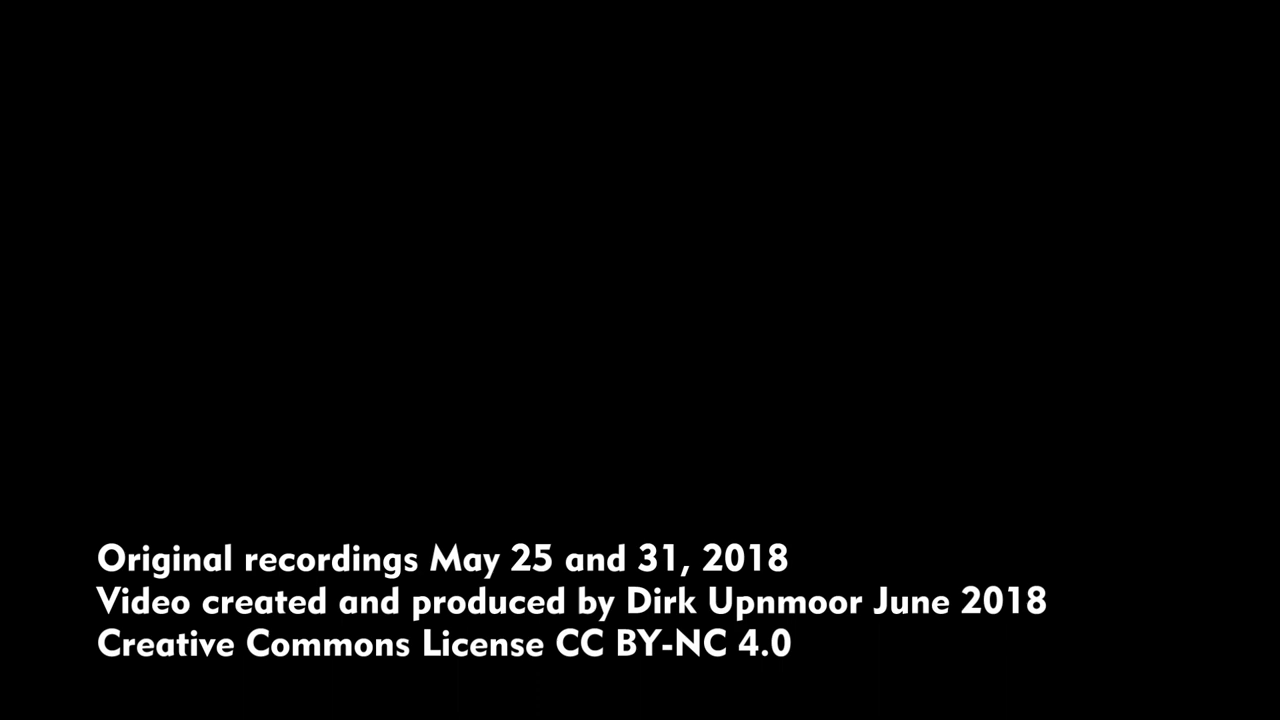 Original recordings May 25 and 31, 2018
Video created and produced by Dirk Upnmoor June 2018
Creative Commons License CC BY-NC 4.0